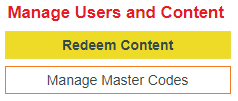 Manage Users and Content
Redeem Content
Manage Master Codes